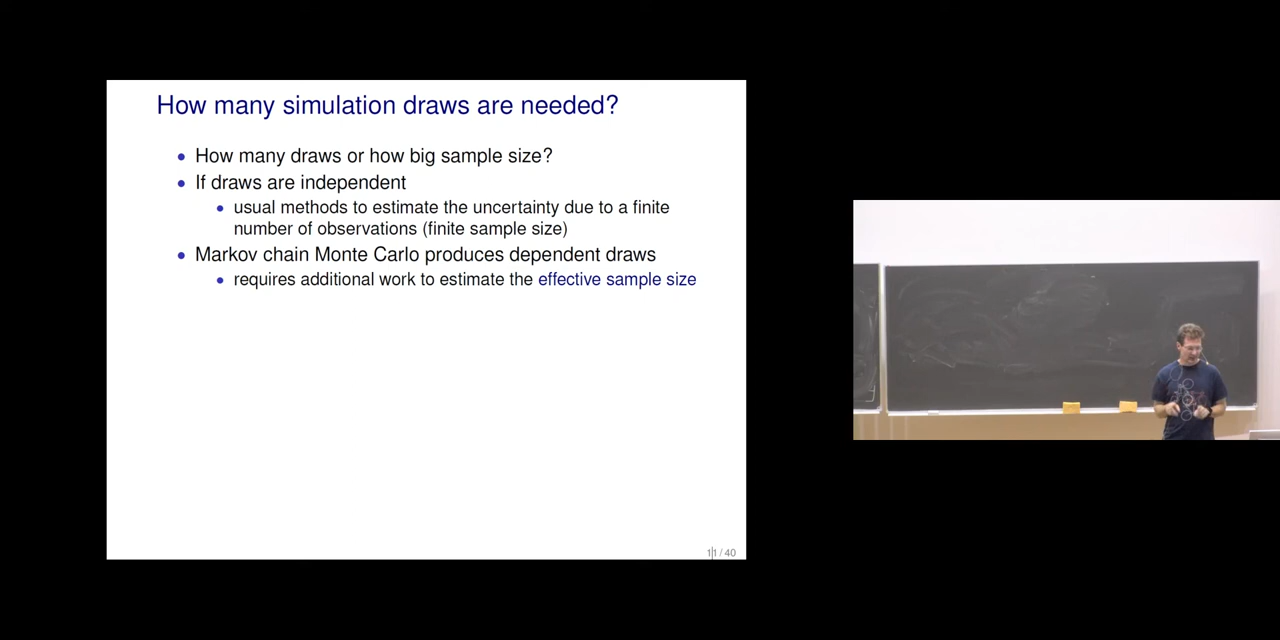 How many simulation draws are needed?
• How many draws or how big sample size?
• If draws are independent
• usual methods to estimate the uncertainty due to a finite
number of observations (finite sample size)
• Markov chain Monte Carlo produces dependent draws
• requires additional work to estimate the effective sample size
11 / 40